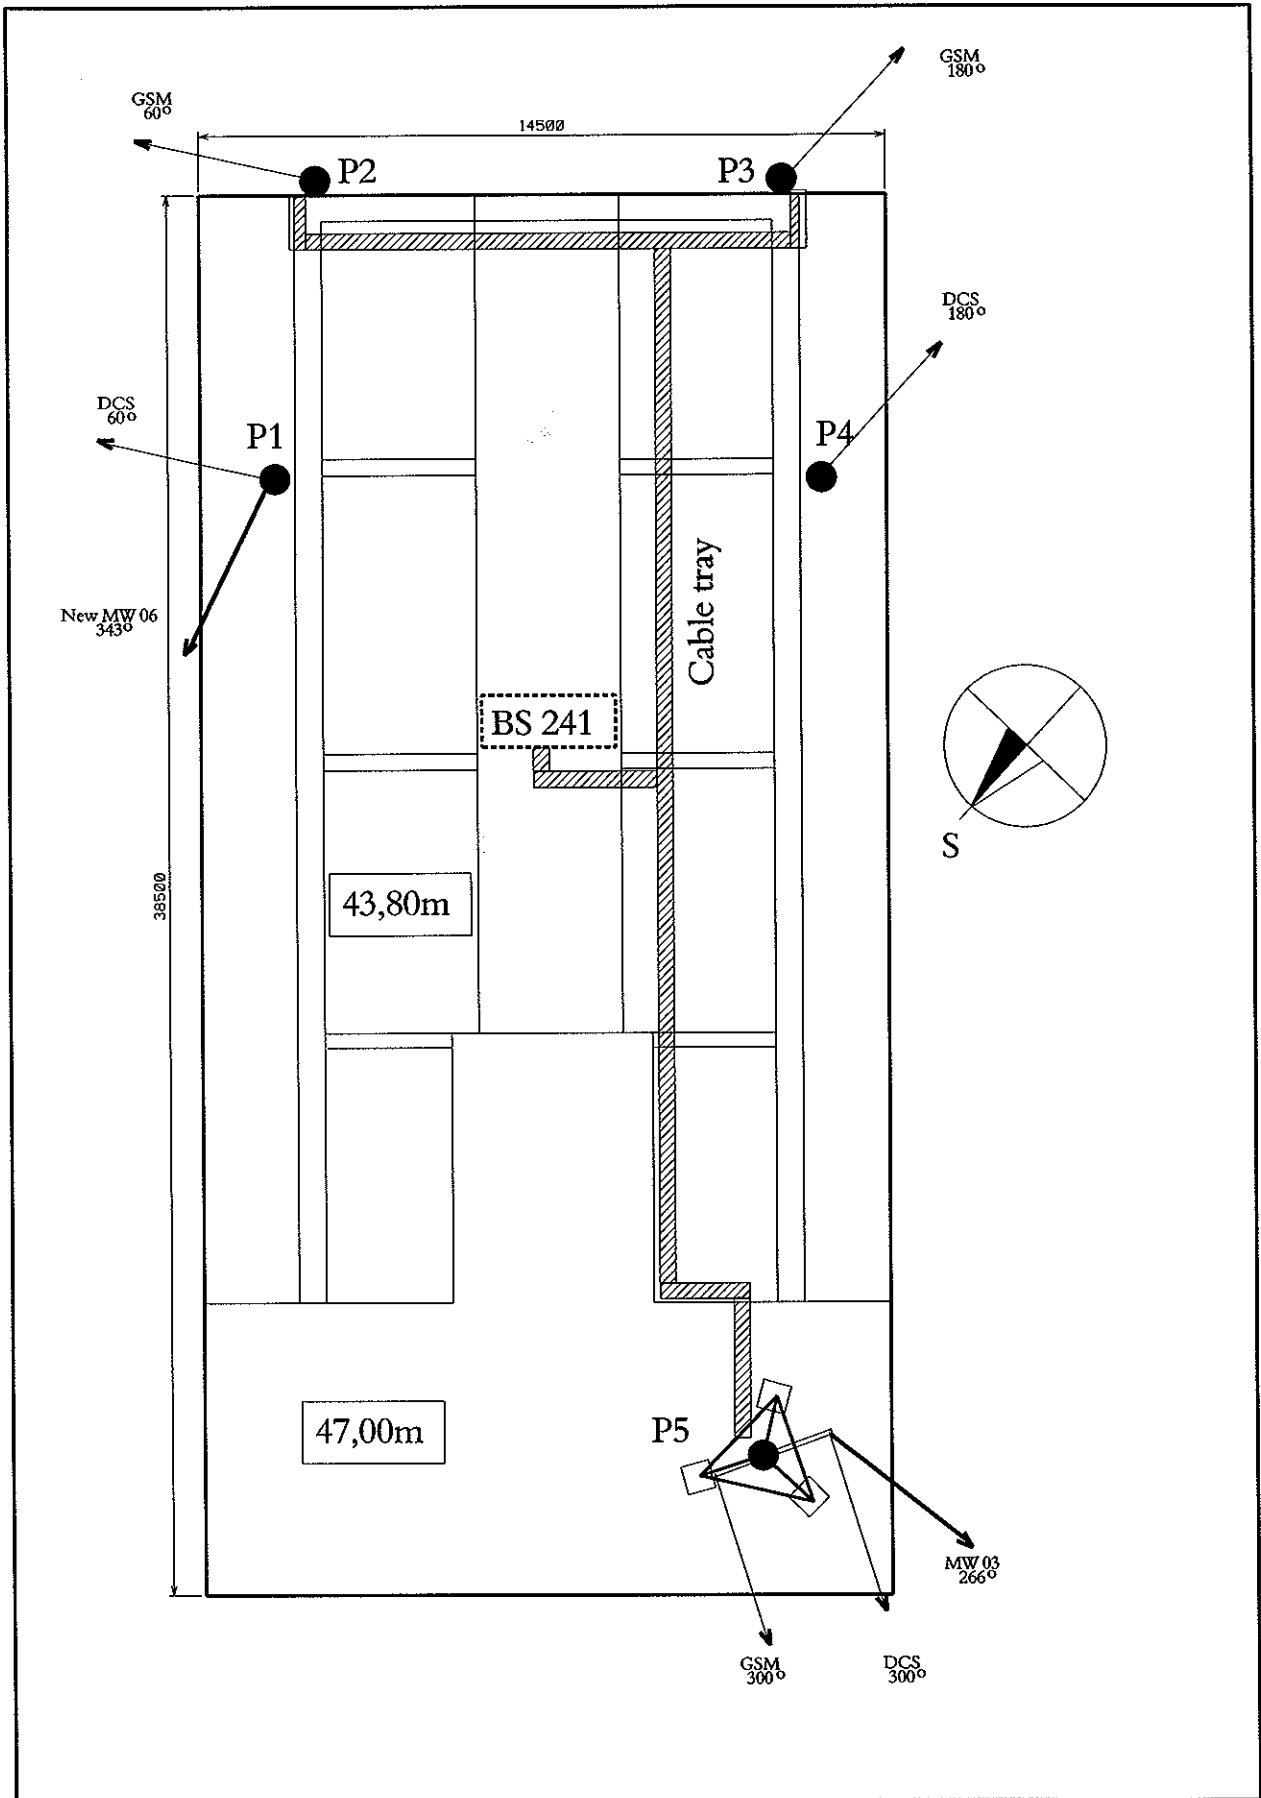 GSM
180°
GSM
60°
14500
P2
P3
DCS
180°
DCS
60°
P1
P4
Cable tray
New MW 06
343°
BS 241
S
38500
43,80m
47,00m
P5
MW 03
266°
GSM
300°
DCS
300°